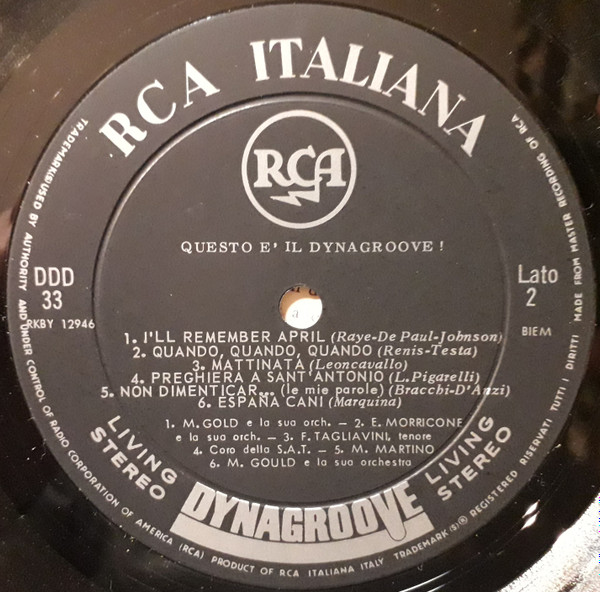 RCA ITALIANA
RCA
QUESTO E' IL DYNAGROOVE !
DDD
33
RKBY 12946
Lato
2
BIEM
1. I'LL REMEMBER APRIL (Raye-De Paul-Johnson)
2. QUANDO, QUANDO, QUANDO (Renis-Testa)
3. MATTINATA (Leoncavallo)
4. PREGHIERA A SANT'ANTONIO (L.Pigarelli)
5. NON DIMENTICAR... (le mie parole) (Bracchi-D'Anzi)
6. ESPAÑA CANI (Marquina)
1. M. GOLD e la sua orch. - 2. E. MORRICONE
e la sua orch. - 3. F. TAGLIAVINI, tenore
4. Coro della S.A.T. - 5. M. MARTINO
6. M. GOULD e la sua orchestra
LIVING
STEREO
DYNAGROOVE
LIVING
STEREO
TRADEMARK(S)USED BY AUTHORITY AND UNDER CONTROL OF RADIO CORPORATION OF AMERICA (RCA) PRODUCT OF RCA ITALIANA ITALY TRADEMARK(S)® REGISTERED RISERVATI TUTTI I DIRITTI MADE FROM MASTER RECORDING OF RCA